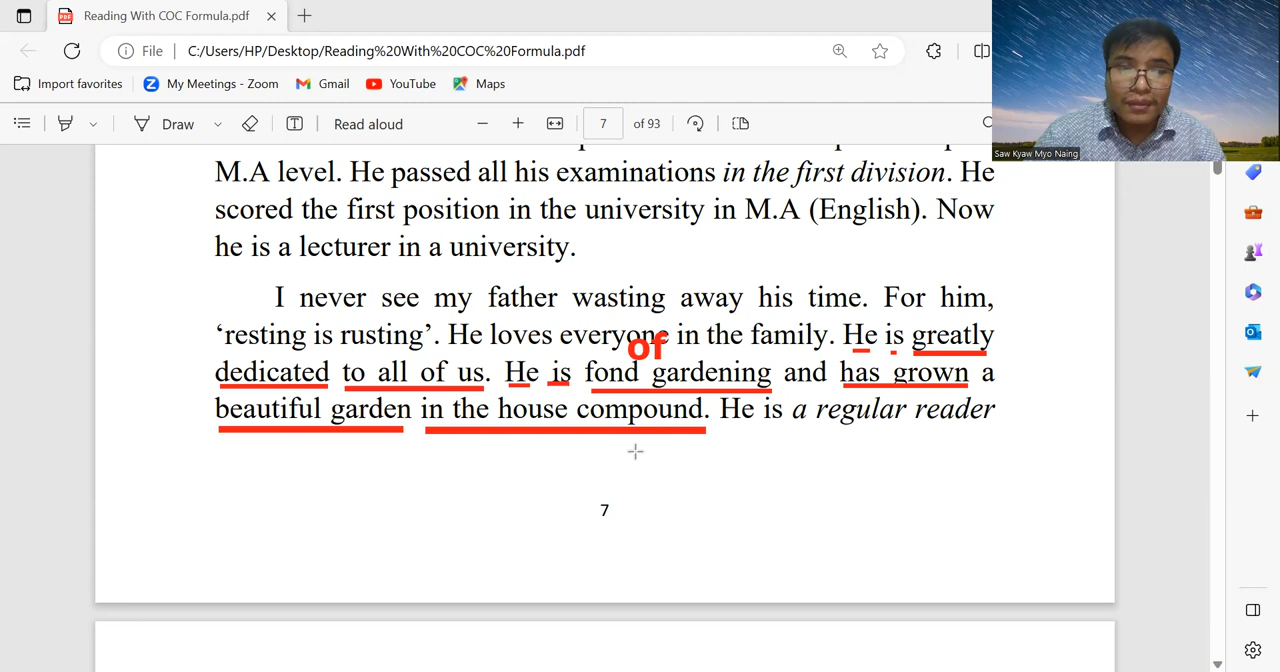 Reading With COC Formula.pdf
File
C:/Users/HP/Desktop/Reading%20With%20COC%20Formula.pdf
Import favorites
My Meetings - Zoom
Gmail
YouTube
Maps
Draw
Read aloud
7
of 93
Saw Kyaw Myo Naing
M.A level. He passed all his examinations in the first division. He
scored the first position in the university in M.A (English). Now
he is a lecturer in a university.
I never see my father wasting away his time. For him,
‘resting is rusting’. He loves everyone in the family. He is greatly
of
dedicated to all of us. He is fond gardening and has grown a
beautiful garden in the house compound. He is a regular reader
7